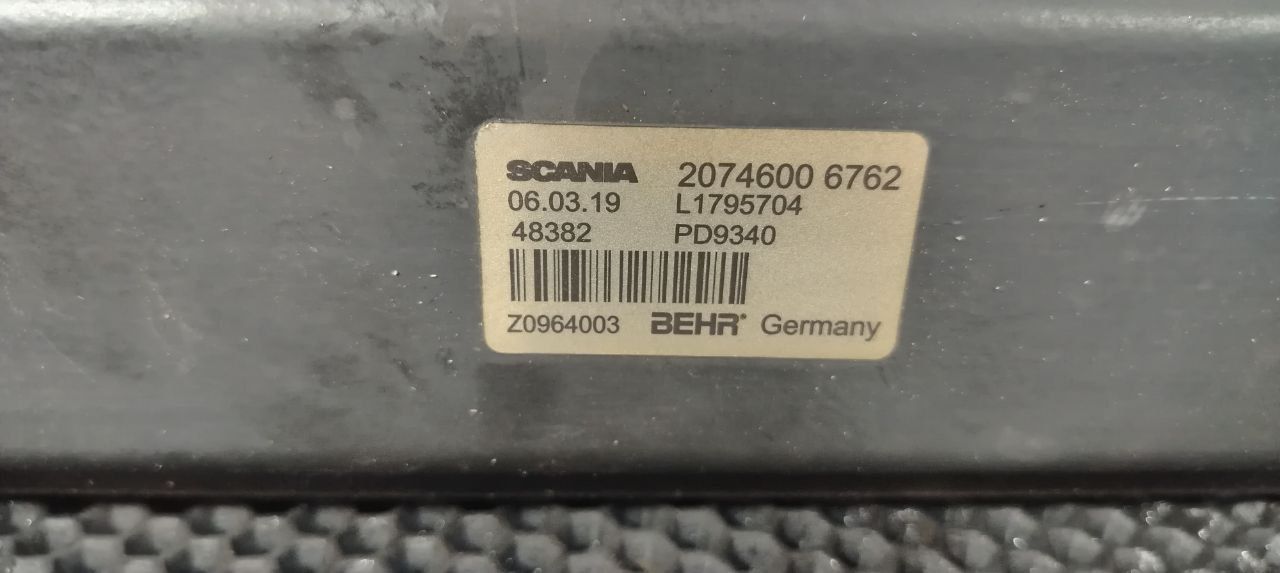 SCANIA 2074600 6762
06.03.19 L1795704
48382 PD9340
Z0964003 BEHR Germany